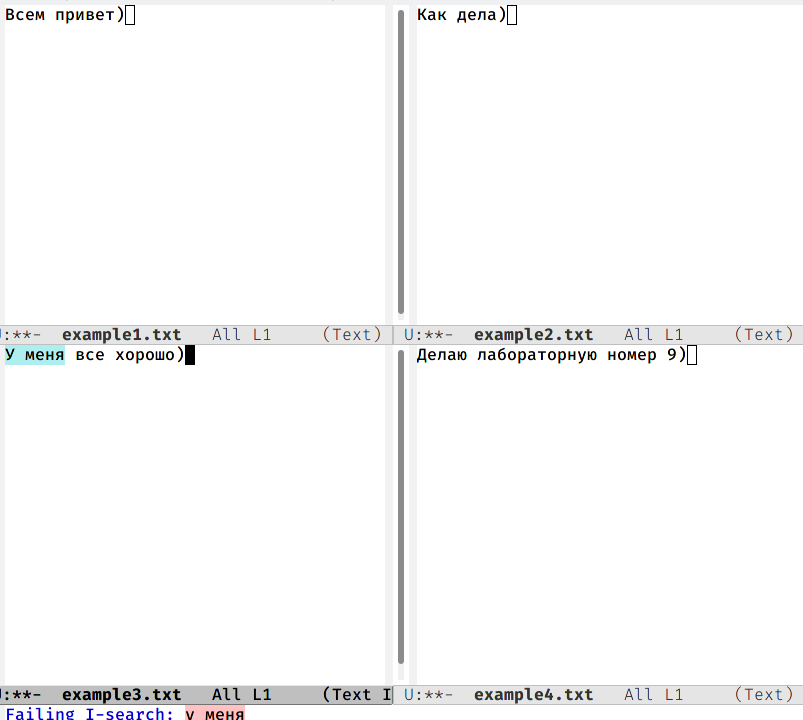 Всем привет)
Как дела)
U:**-  example1.txt   All L1     (Text)
U:**-  example2.txt   All L1     (Text)
У меня все хорошо)
Делаю лабораторную номер 9)
U:**-  example3.txt   All L1     (Text I
U:**-  example4.txt   All L1     (Text)
Failing I-search: у меня